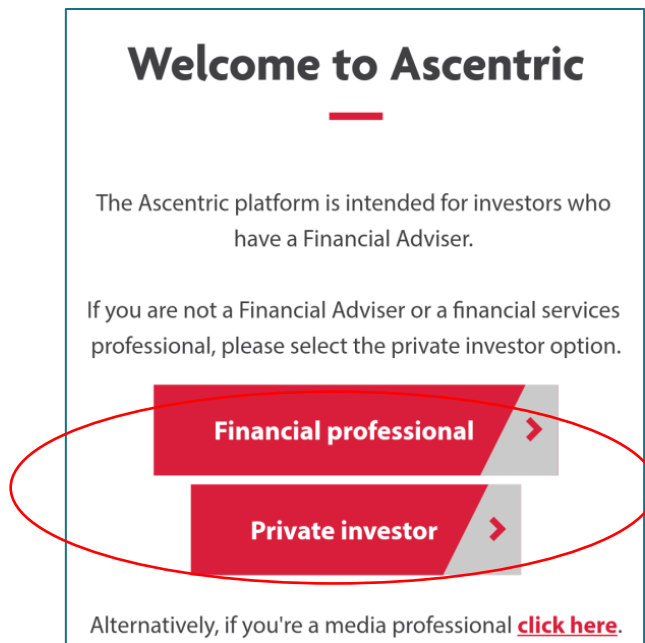 Welcome to Ascentric
The Ascentric platform is intended for investors who
have a Financial Adviser.
If you are not a Financial Adviser or a financial services
professional, please select the private investor option.
Financial professional
Private investor
Alternatively, if you're a media professional click here.